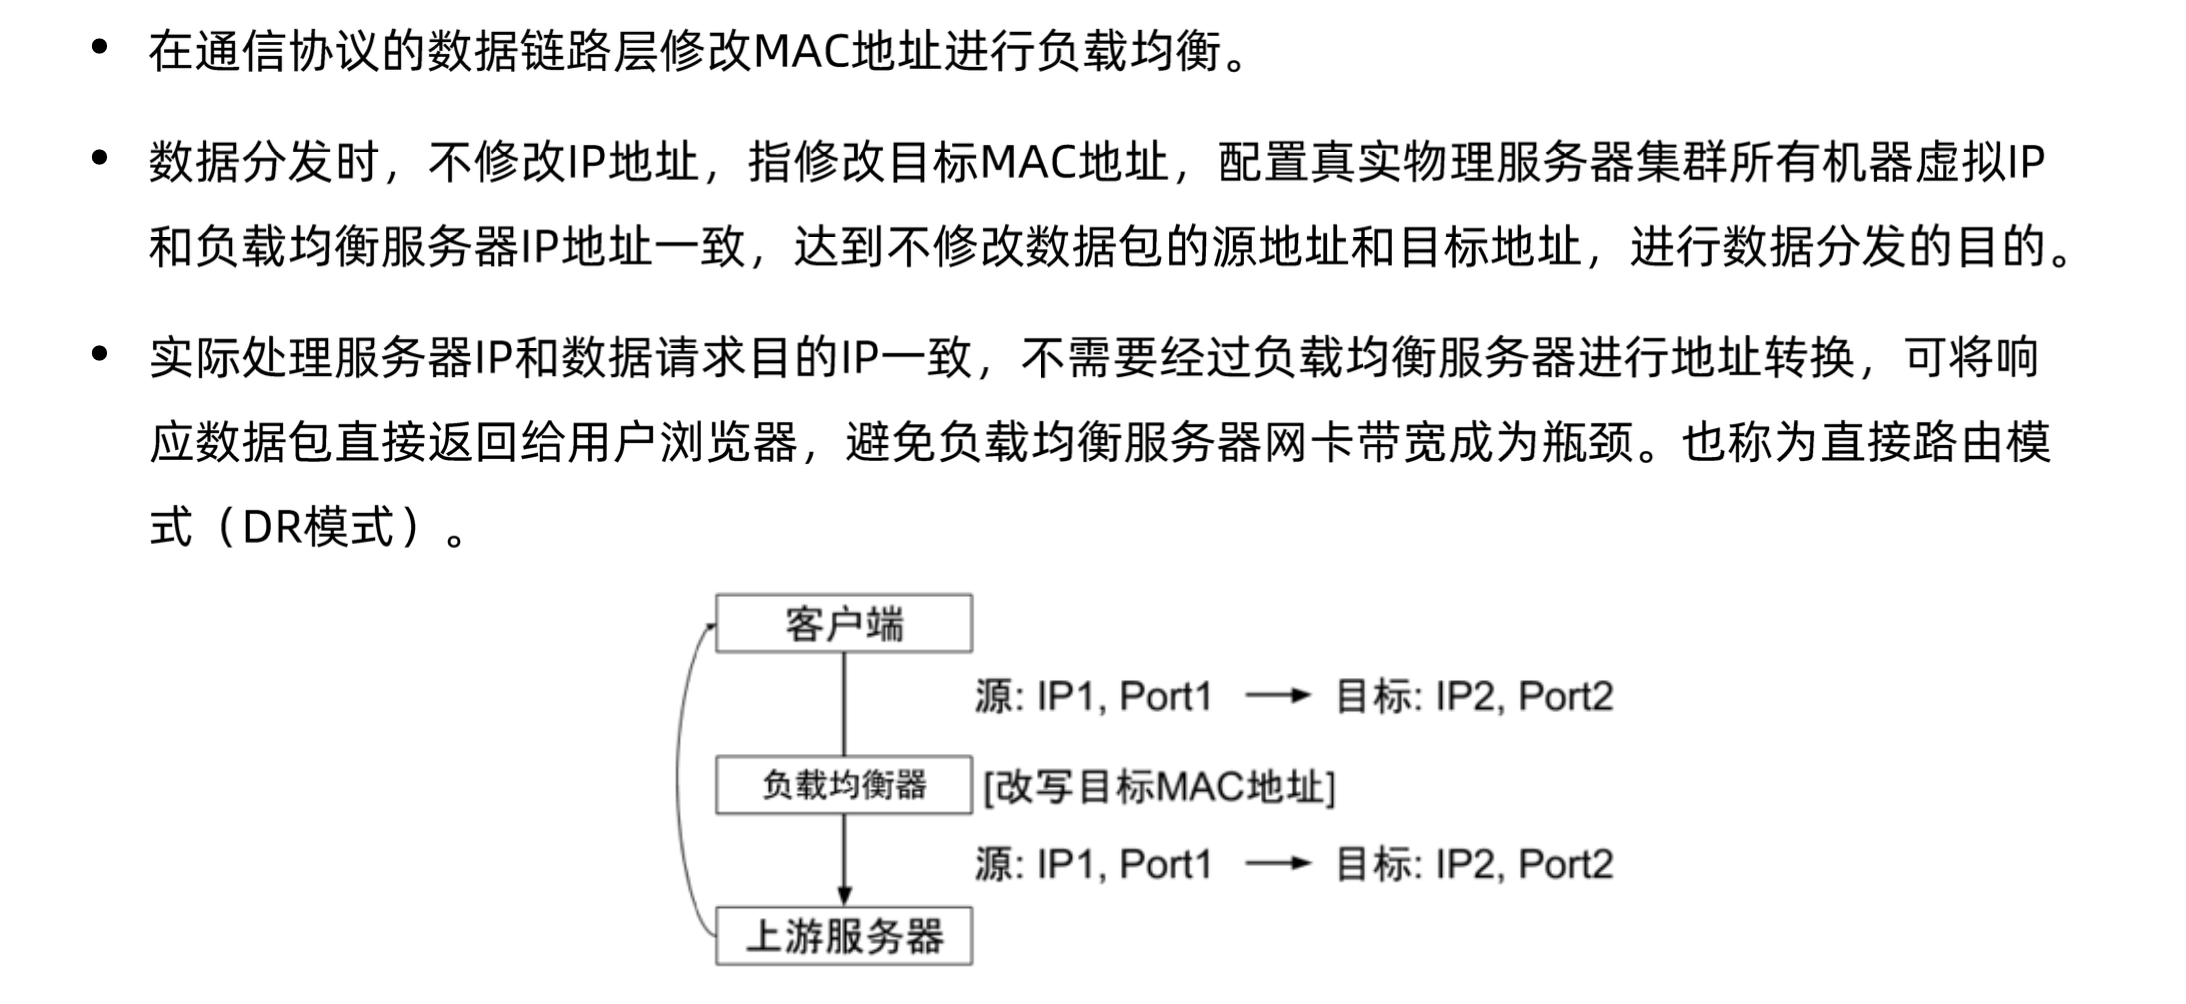 • 在通信协议的数据链路层修改MAC地址进行负载均衡。
• 数据分发时，不修改IP地址，指修改目标MAC地址，配置真实物理服务器集群所有机器虚拟IP
和负载均衡服务器IP地址一致，达到不修改数据包的源地址和目标地址，进行数据分发的目的。
• 实际处理服务器IP和数据请求目的IP一致，不需要经过负载均衡服务器进行地址转换，可将响
应数据包直接返回给用户浏览器，避免负载均衡服务器网卡带宽成为瓶颈。也称为直接路由模
式（DR模式）。
客户端
源: IP1, Port1 → 目标: IP2, Port2
负载均衡器 [改写目标MAC地址]
源: IP1, Port1 → 目标: IP2, Port2
上游服务器